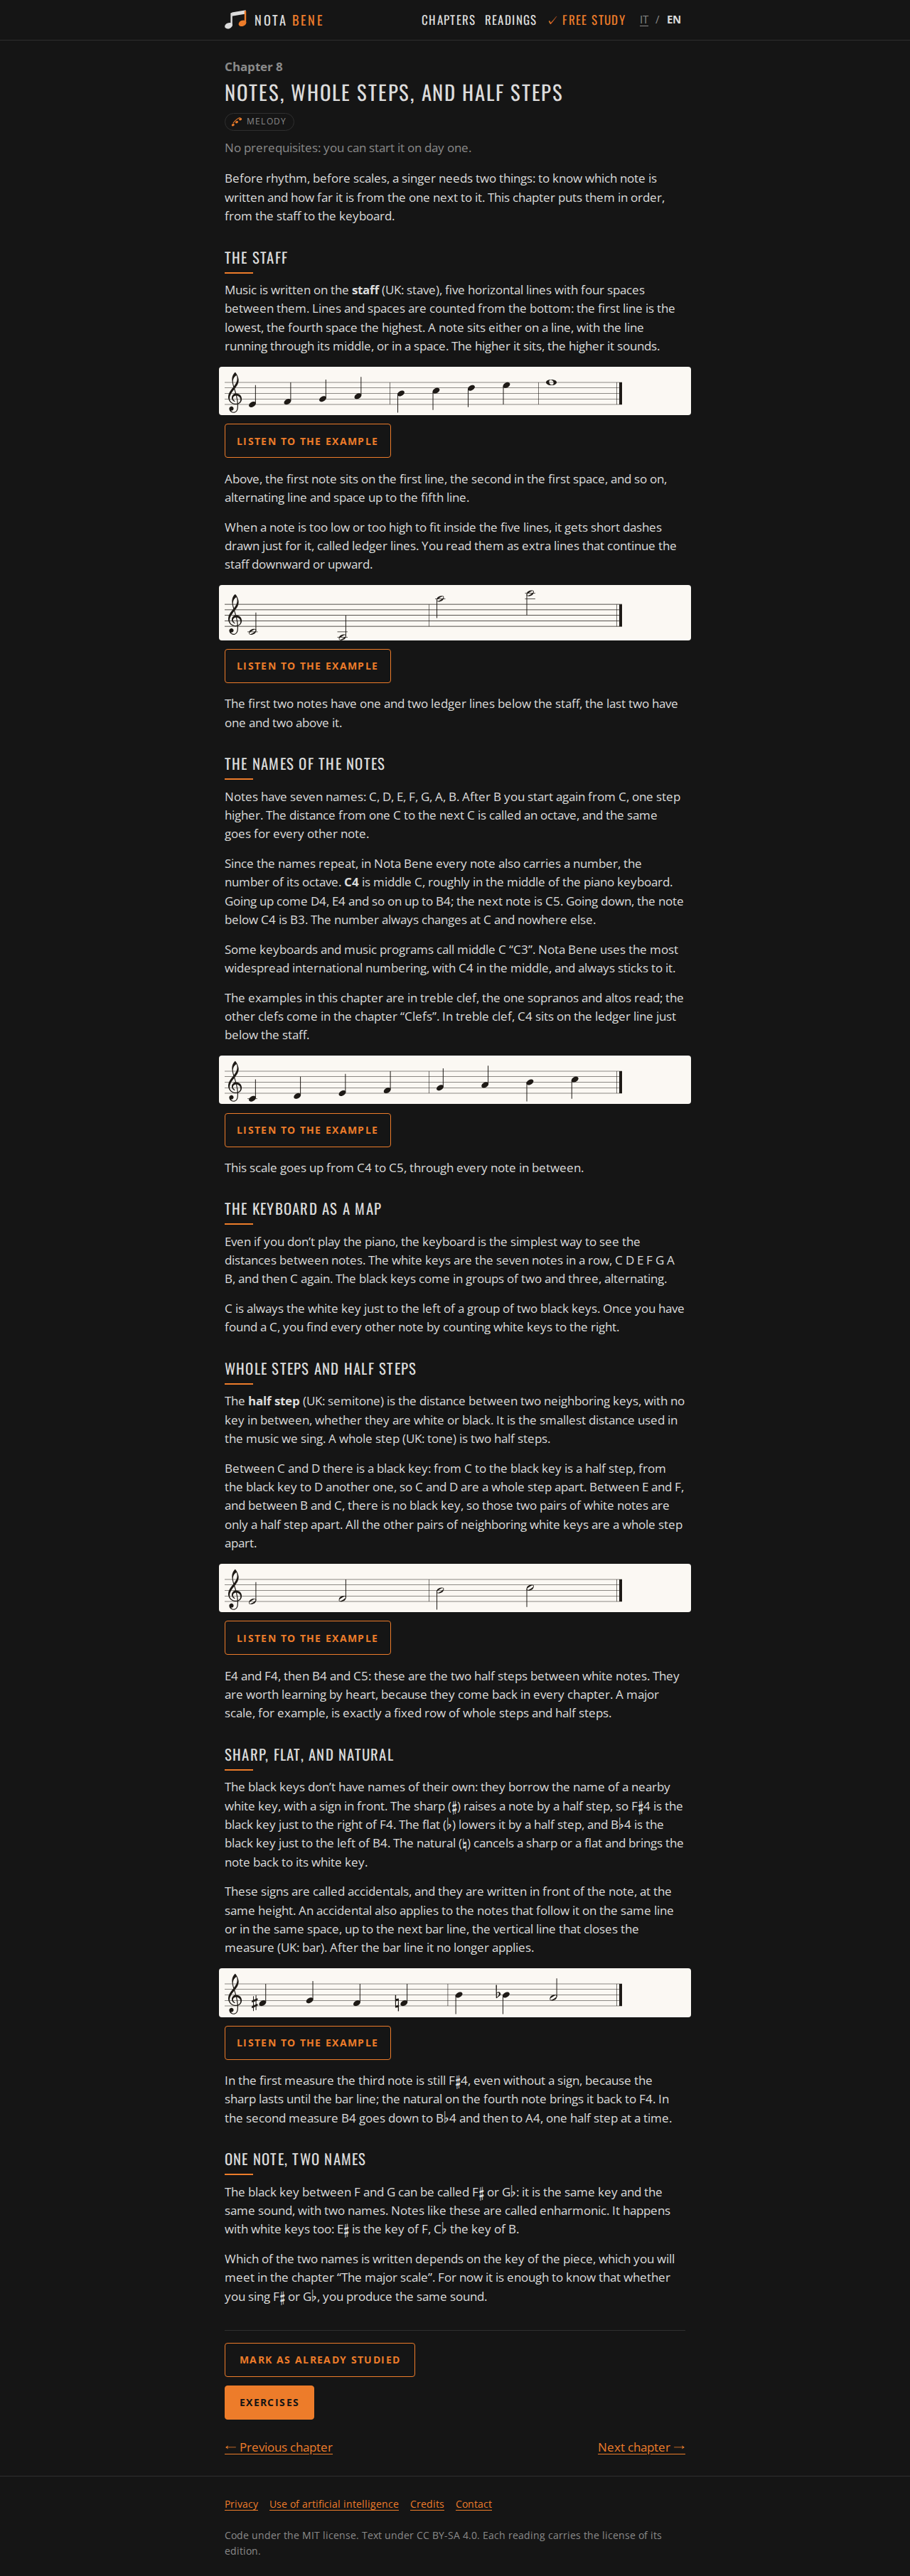 NOTA BENE
CHAPTERS READINGS ✓ FREE STUDY IT / EN
Chapter 8
NOTES, WHOLE STEPS, AND HALF STEPS
MELODY
No prerequisites: you can start it on day one.
Before rhythm, before scales, a singer needs two things: to know which note is
written and how far it is from the one next to it. This chapter puts them in order,
from the staff to the keyboard.
THE STAFF
Music is written on the staff (UK: stave), five horizontal lines with four spaces
between them. Lines and spaces are counted from the bottom: the first line is the
lowest, the fourth space the highest. A note sits either on a line, with the line
running through its middle, or in a space. The higher it sits, the higher it sounds.
LISTEN TO THE EXAMPLE
Above, the first note sits on the first line, the second in the first space, and so on,
alternating line and space up to the fifth line.
When a note is too low or too high to fit inside the five lines, it gets short dashes
drawn just for it, called ledger lines. You read them as extra lines that continue the
staff downward or upward.
LISTEN TO THE EXAMPLE
The first two notes have one and two ledger lines below the staff, the last two have
one and two above it.
THE NAMES OF THE NOTES
Notes have seven names: C, D, E, F, G, A, B. After B you start again from C, one step
higher. The distance from one C to the next C is called an octave, and the same
goes for every other note.
Since the names repeat, in Nota Bene every note also carries a number, the
number of its octave. C4 is middle C, roughly in the middle of the piano keyboard.
Going up come D4, E4 and so on up to B4; the next note is C5. Going down, the note
below C4 is B3. The number always changes at C and nowhere else.
Some keyboards and music programs call middle C “C3”. Nota Bene uses the most
widespread international numbering, with C4 in the middle, and always sticks to it.
The examples in this chapter are in treble clef, the one sopranos and altos read; the
other clefs come in the chapter “Clefs”. In treble clef, C4 sits on the ledger line just
below the staff.
LISTEN TO THE EXAMPLE
This scale goes up from C4 to C5, through every note in between.
THE KEYBOARD AS A MAP
Even if you don’t play the piano, the keyboard is the simplest way to see the
distances between notes. The white keys are the seven notes in a row, C D E F G A
B, and then C again. The black keys come in groups of two and three, alternating.
C is always the white key just to the left of a group of two black keys. Once you have
found a C, you find every other note by counting white keys to the right.
WHOLE STEPS AND HALF STEPS
The half step (UK: semitone) is the distance between two neighboring keys, with no
key in between, whether they are white or black. It is the smallest distance used in
the music we sing. A whole step (UK: tone) is two half steps.
Between C and D there is a black key: from C to the black key is a half step, from
the black key to D another one, so C and D are a whole step apart. Between E and F,
and between B and C, there is no black key, so those two pairs of white notes are
only a half step apart. All the other pairs of neighboring white keys are a whole step
apart.
LISTEN TO THE EXAMPLE
E4 and F4, then B4 and C5: these are the two half steps between white notes. They
are worth learning by heart, because they come back in every chapter. A major
scale, for example, is exactly a fixed row of whole steps and half steps.
SHARP, FLAT, AND NATURAL
The black keys don’t have names of their own: they borrow the name of a nearby
white key, with a sign in front. The sharp (♯) raises a note by a half step, so F♯4 is the
black key just to the right of F4. The flat (♭) lowers it by a half step, and B♭4 is the
black key just to the left of B4. The natural (♮) cancels a sharp or a flat and brings the
note back to its white key.
These signs are called accidentals, and they are written in front of the note, at the
same height. An accidental also applies to the notes that follow it on the same line
or in the same space, up to the next bar line, the vertical line that closes the
measure (UK: bar). After the bar line it no longer applies.
LISTEN TO THE EXAMPLE
In the first measure the third note is still F♯4, even without a sign, because the
sharp lasts until the bar line; the natural on the fourth note brings it back to F4. In
the second measure B4 goes down to B♭4 and then to A4, one half step at a time.
ONE NOTE, TWO NAMES
The black key between F and G can be called F♯ or G♭: it is the same key and the
same sound, with two names. Notes like these are called enharmonic. It happens
with white keys too: E♯ is the key of F, C♭ the key of B.
Which of the two names is written depends on the key of the piece, which you will
meet in the chapter “The major scale”. For now it is enough to know that whether
you sing F♯ or G♭, you produce the same sound.
MARK AS ALREADY STUDIED
EXERCISES
← Previous chapter Next chapter →
Privacy Use of artificial intelligence Credits Contact
Code under the MIT license. Text under CC BY-SA 4.0. Each reading carries the license of its
edition.